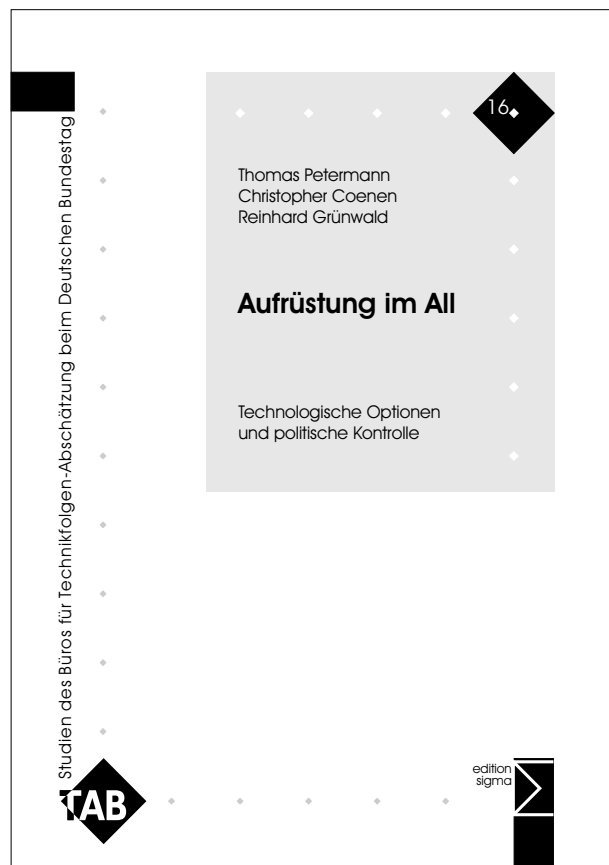 16
Thomas Petermann
Christopher Coenen
Reinhard Grünwald
Aufrüstung im All
Technologische Optionen
und politische Kontrolle
Studien des Büros für Technikfolgen-Abschätzung beim Deutschen Bundestag
TAB
edition
sigma